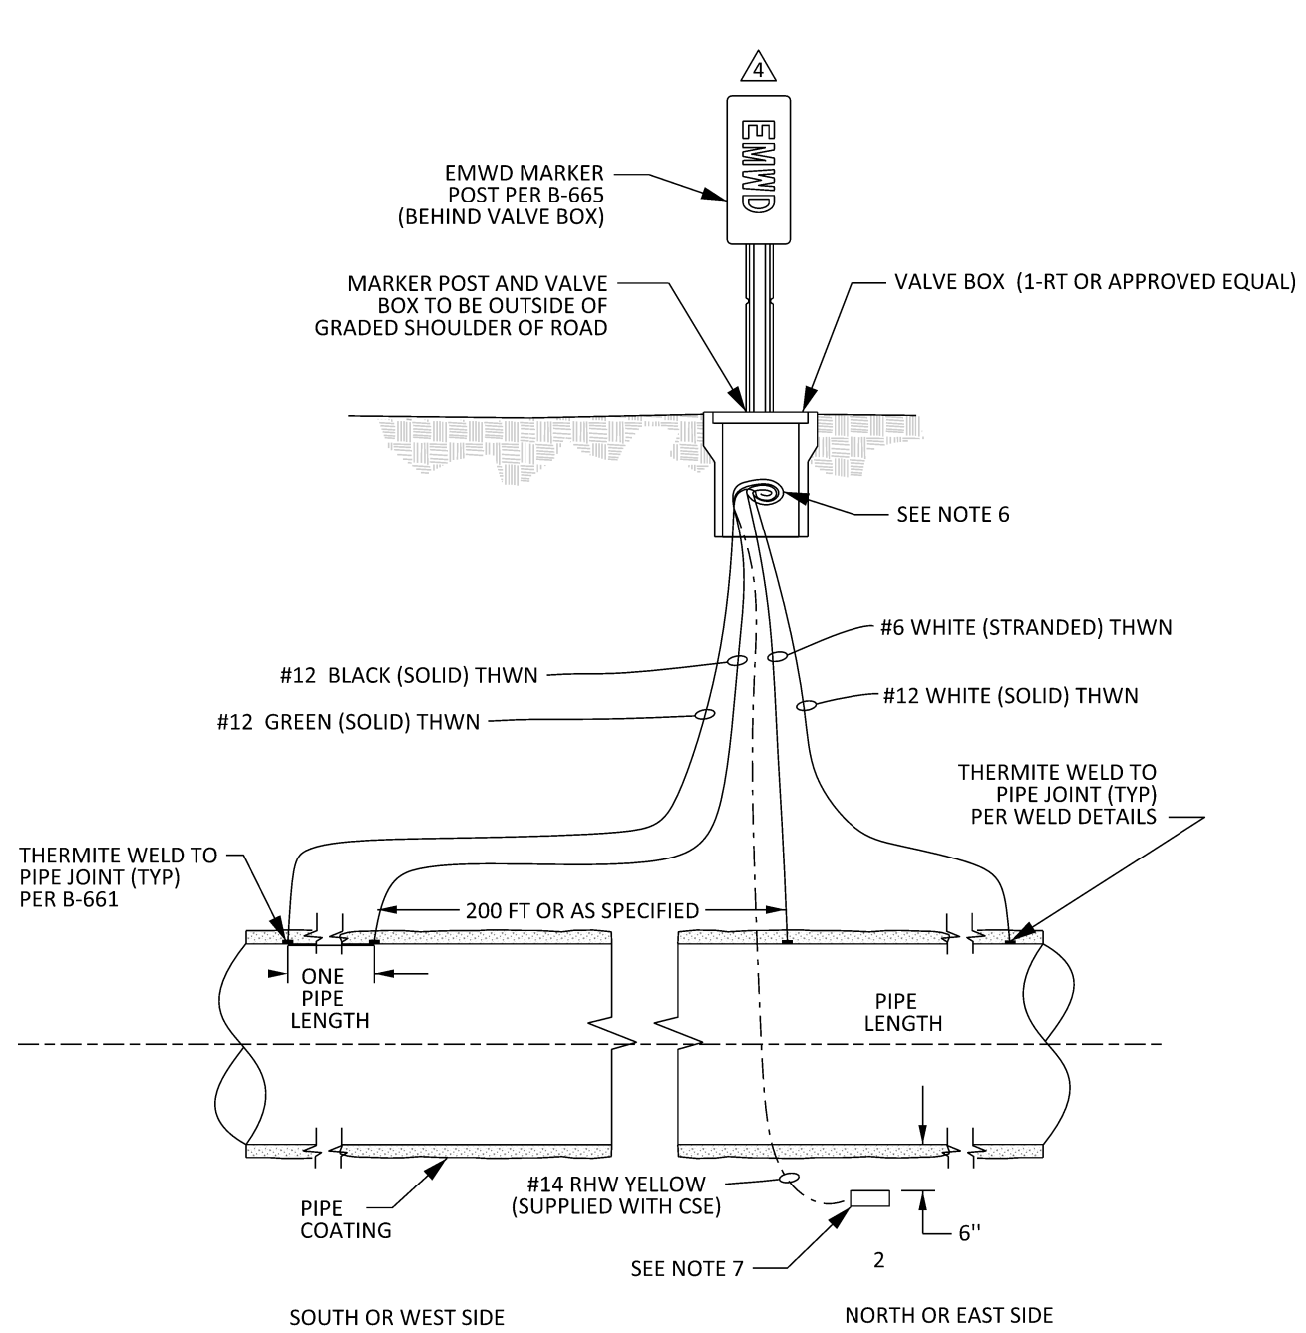 4
EMWD
EMWD MARKER
POST PER B-665
(BEHIND VALVE BOX)
MARKER POST AND VALVE
BOX TO BE OUTSIDE OF
GRADED SHOULDER OF ROAD
VALVE BOX (1-RT OR APPROVED EQUAL)
SEE NOTE 6
#6 WHITE (STRANDED) THWN
#12 BLACK (SOLID) THWN
#12 WHITE (SOLID) THWN
#12 GREEN (SOLID) THWN
THERMITE WELD TO
PIPE JOINT (TYP)
PER WELD DETAILS
THERMITE WELD TO
PIPE JOINT (TYP)
PER B-661
200 FT OR AS SPECIFIED
ONE
PIPE
LENGTH
PIPE
LENGTH
#14 RHW YELLOW
(SUPPLIED WITH CSE)
PIPE
COATING
6"
SEE NOTE 7
2
SOUTH OR WEST SIDE
NORTH OR EAST SIDE